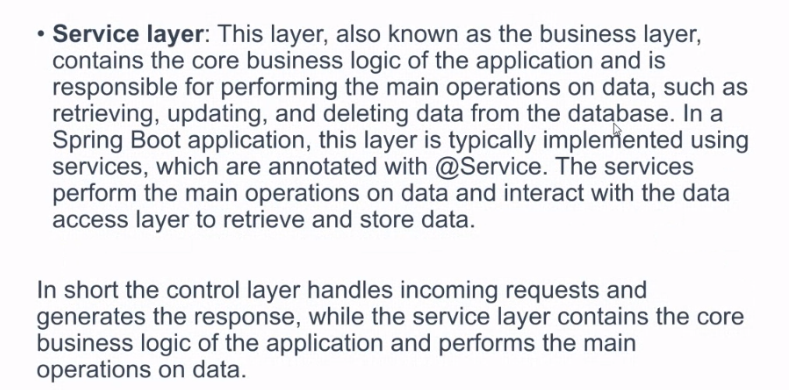 • Service layer: This layer, also known as the business layer,
contains the core business logic of the application and is
responsible for performing the main operations on data, such as
retrieving, updating, and deleting data from the database. In a
Spring Boot application, this layer is typically implemented using
services, which are annotated with @Service. The services
perform the main operations on data and interact with the data
access layer to retrieve and store data.
In short the control layer handles incoming requests and
generates the response, while the service layer contains the core
business logic of the application and performs the main
operations on data.